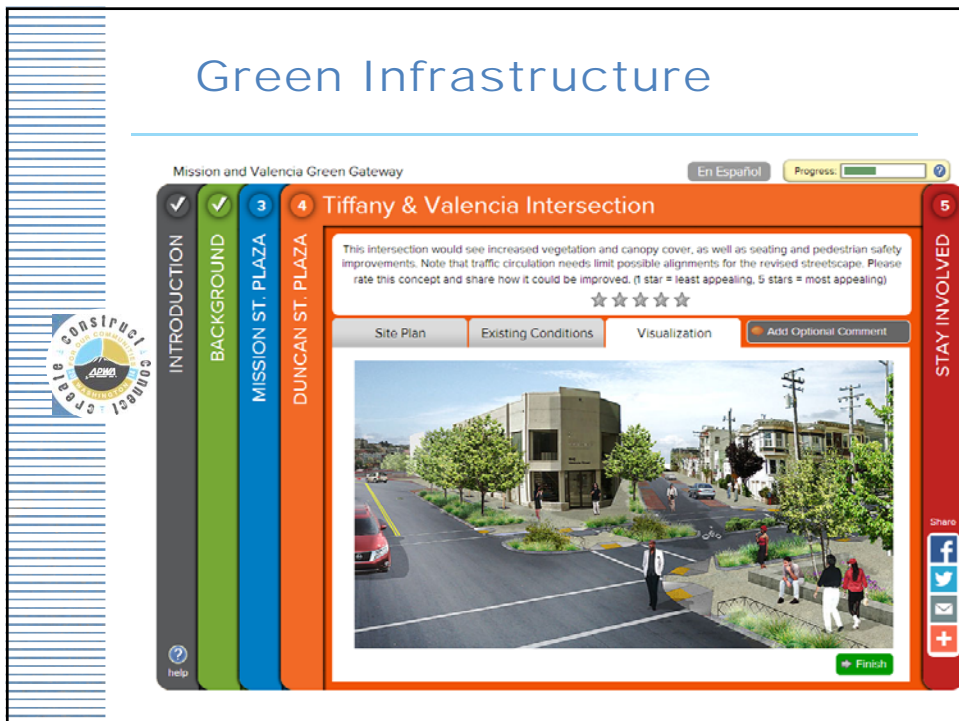 Green Infrastructure
Mission and Valencia Green Gateway
En Español
Progress:
INTRODUCTION
help
BACKGROUND
3
MISSION ST. PLAZA
4
DUNCAN ST. PLAZA
Tiffany & Valencia Intersection
This intersection would see increased vegetation and canopy cover, as well as seating and pedestrian safety
improvements. Note that traffic circulation needs limit possible alignments for the revised streetscape. Please
rate this concept and share how it could be improved. (1 star = least appealing, 5 stars = most appealing)
Site Plan
Existing Conditions
Visualization
Add Optional Comment
Finish
5
STAY INVOLVED
Share
create construct connect
FOR OUR COMMUNITIES
APWA
WASHINGTON